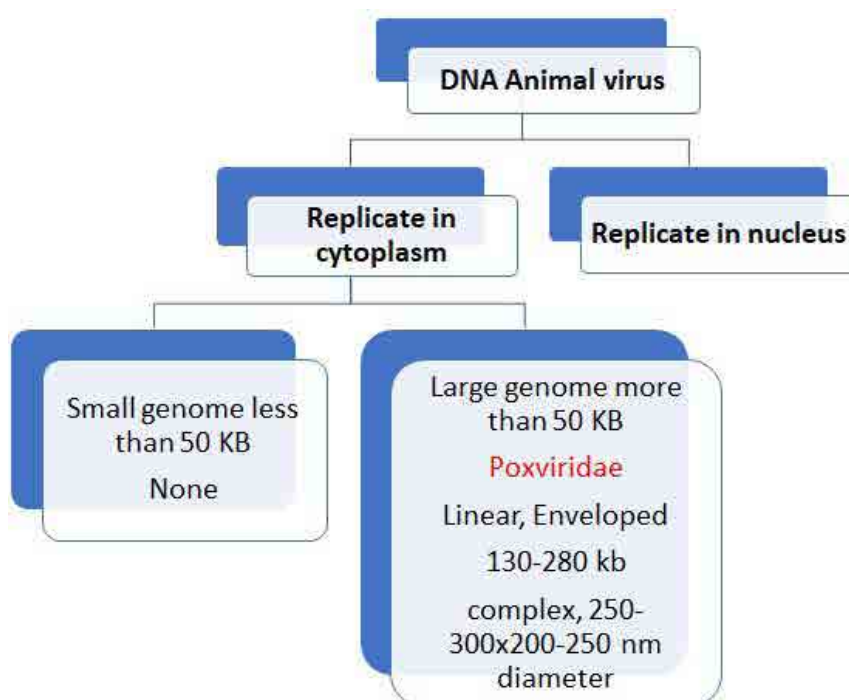 DNA Animal virus
Replicate in
cytoplasm
Replicate in nucleus
Small genome less
than 50 KB
None
Large genome more
than 50 KB
Poxviridae
Linear, Enveloped
130-280 kb
complex, 250-
300x200-250 nm
diameter